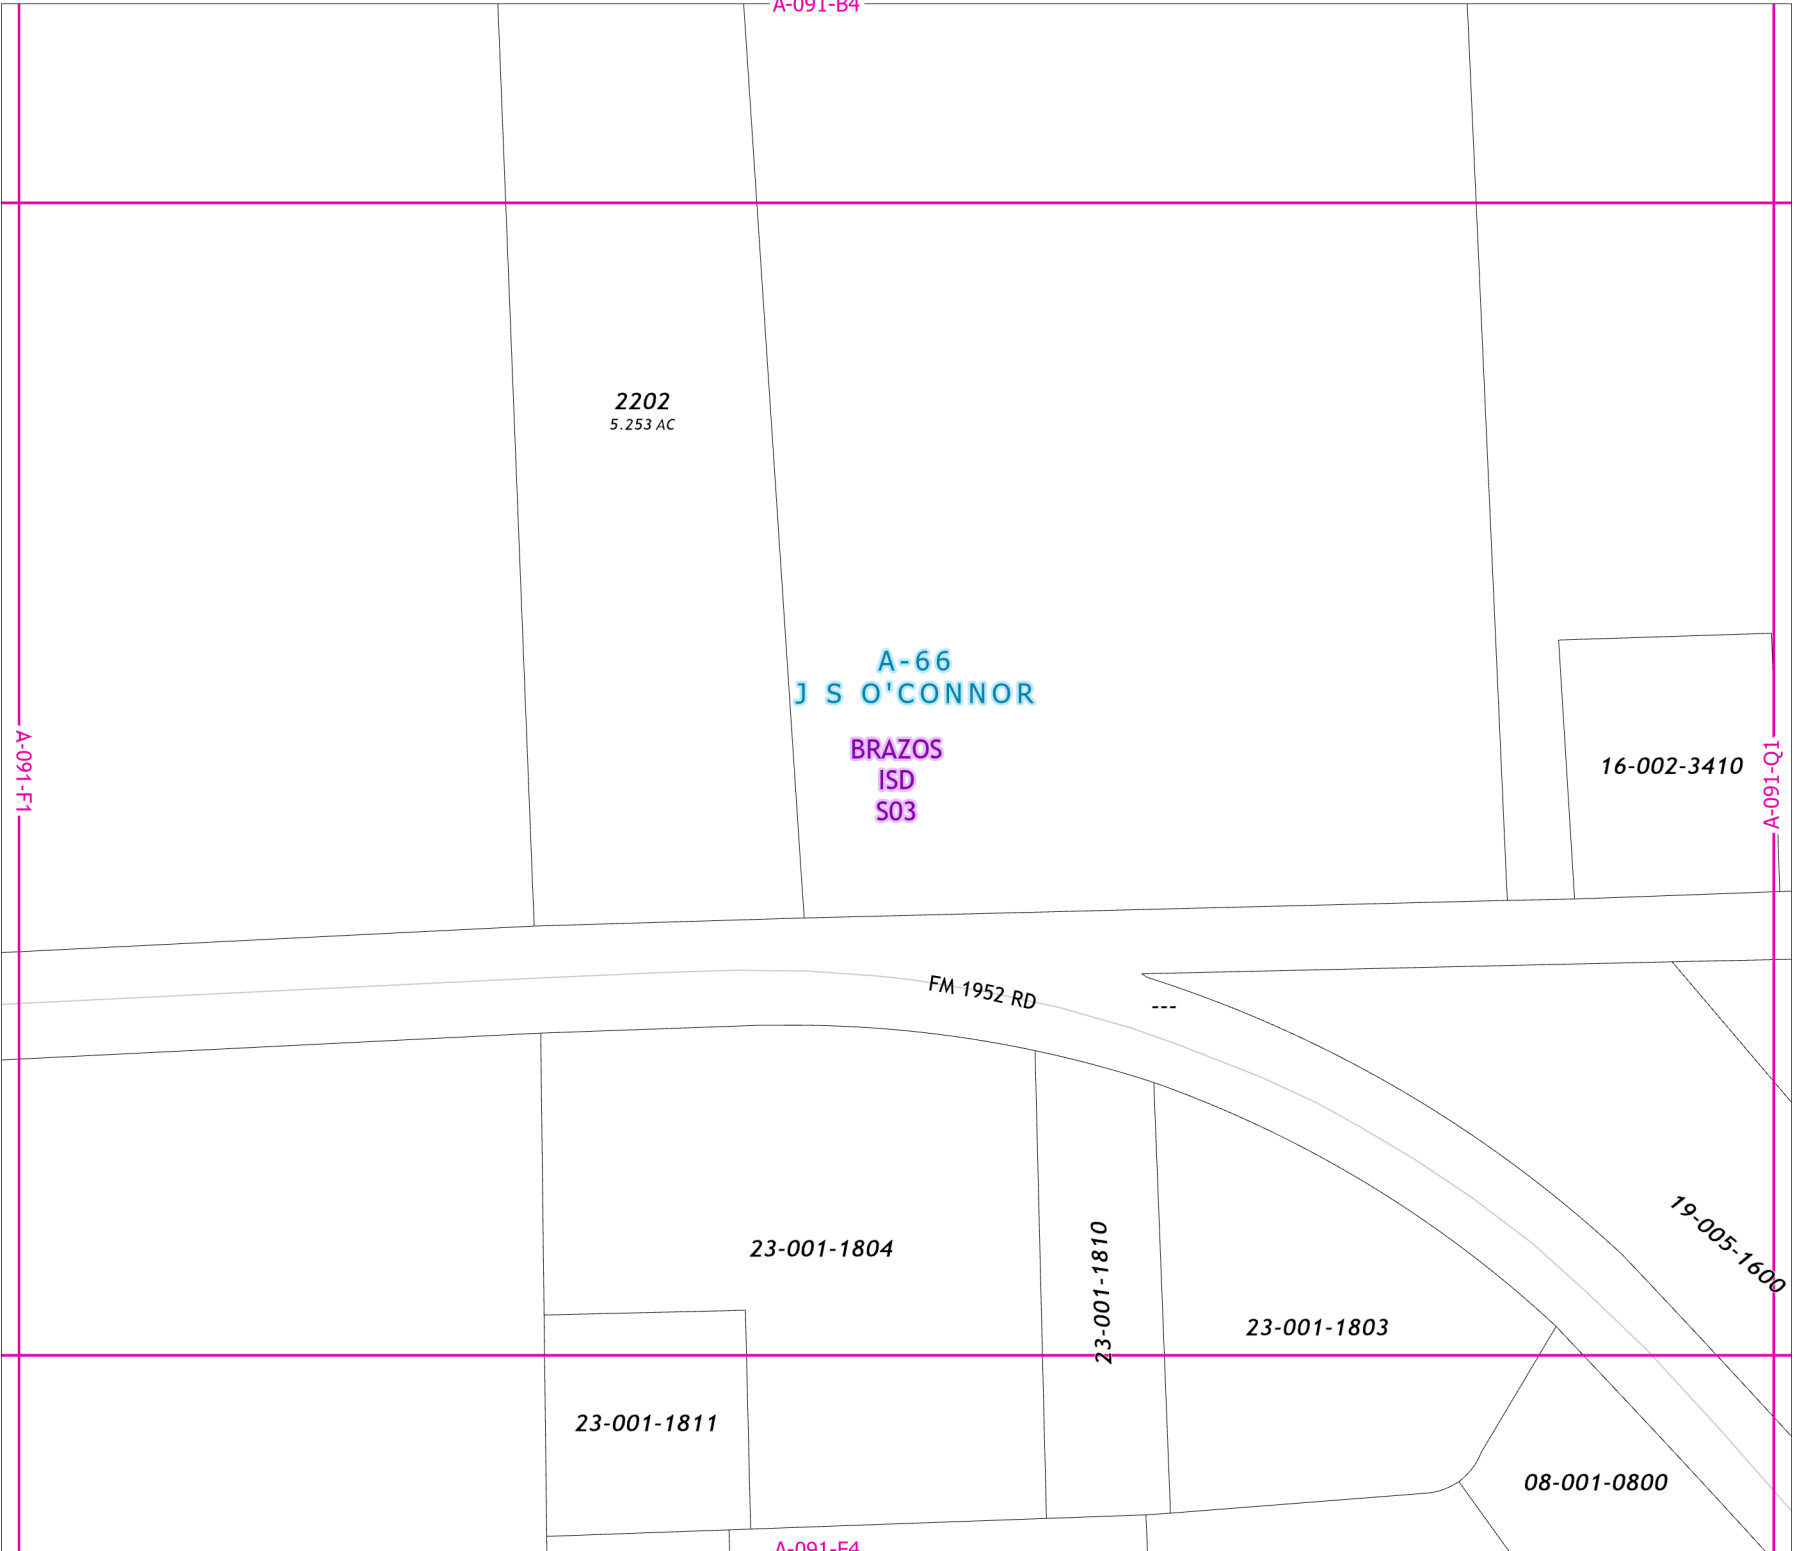 A-091-B4
2202
5.253 AC
A-66
J S O'CONNOR
BRAZOS
ISD
S03
A-091-F1
16-002-3410
A-091-Q1
FM 1952 RD
---
19-005-1600
23-001-1804
23-001-1810
23-001-1803
23-001-1811
08-001-0800
A-091-F4